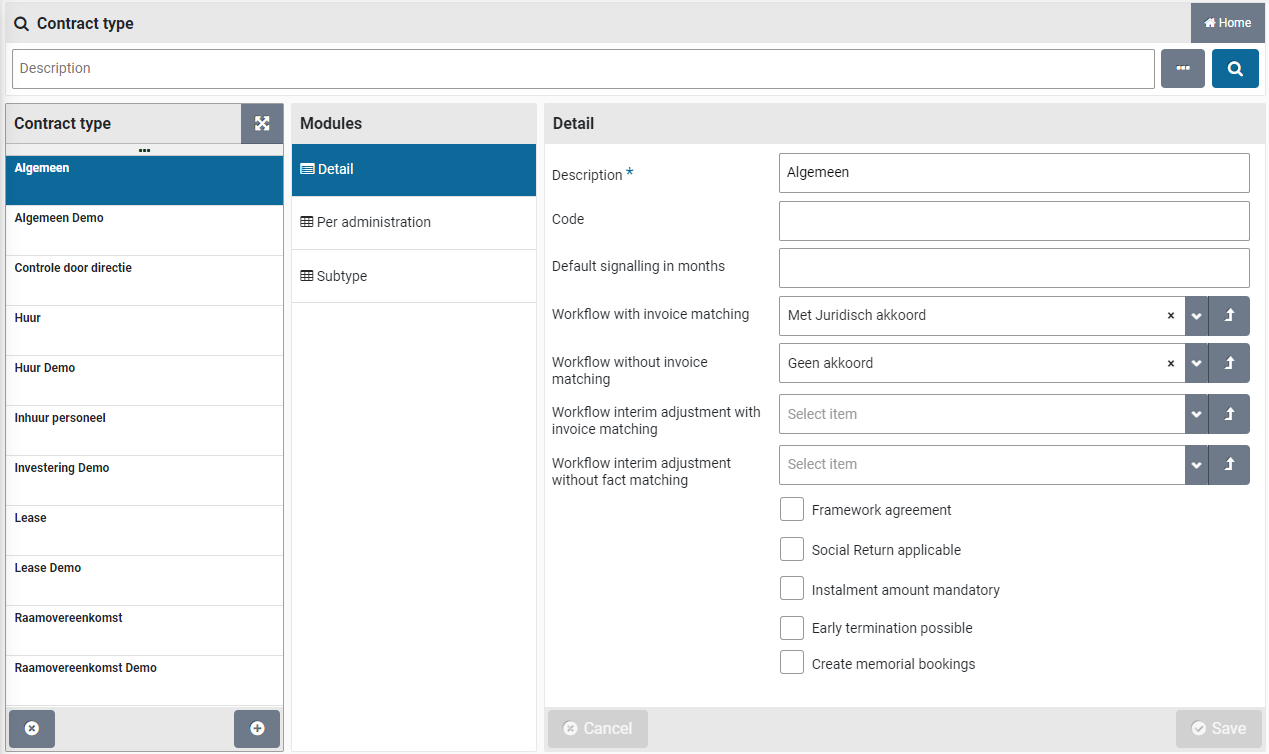 Contract type
Home
Description
Contract type
Algemeen
Algemeen Demo
Controle door directie
Huur
Huur Demo
Inhuur personeel
Investering Demo
Lease
Lease Demo
Raamovereenkomst
Raamovereenkomst Demo
Modules
Detail
Per administration
Subtype
Detail
Description *
Algemeen
Code
Default signalling in months
Workflow with invoice matching
Met Juridisch akkoord
Workflow without invoice
matching
Geen akkoord
Workflow interim adjustment with
invoice matching
Select item
Workflow interim adjustment
without fact matching
Select item
Framework agreement
Social Return applicable
Instalment amount mandatory
Early termination possible
Create memorial bookings
Cancel
Save